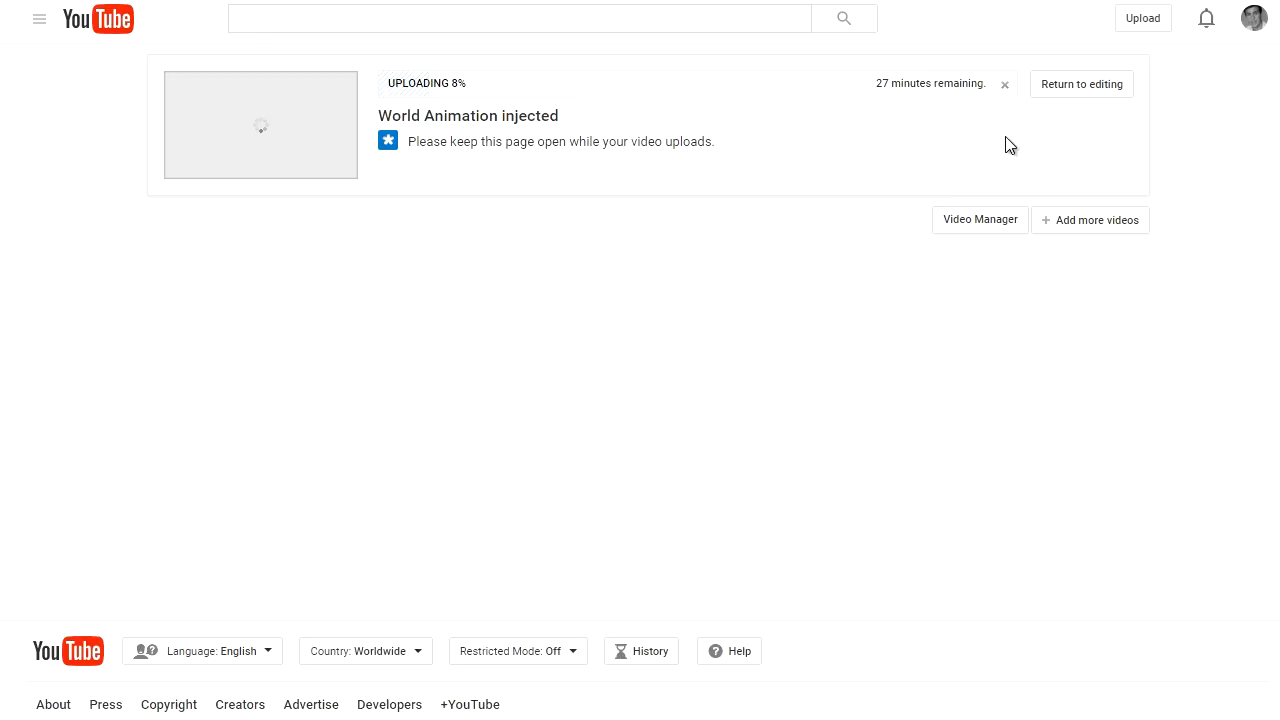 YouTube
Upload
UPLOADING 8%
27 minutes remaining.
Return to editing
World Animation injected
Please keep this page open while your video uploads.
Video Manager
+ Add more videos
YouTube
Language: English
Country: Worldwide
Restricted Mode: Off
History
Help
About Press Copyright Creators Advertise Developers +YouTube